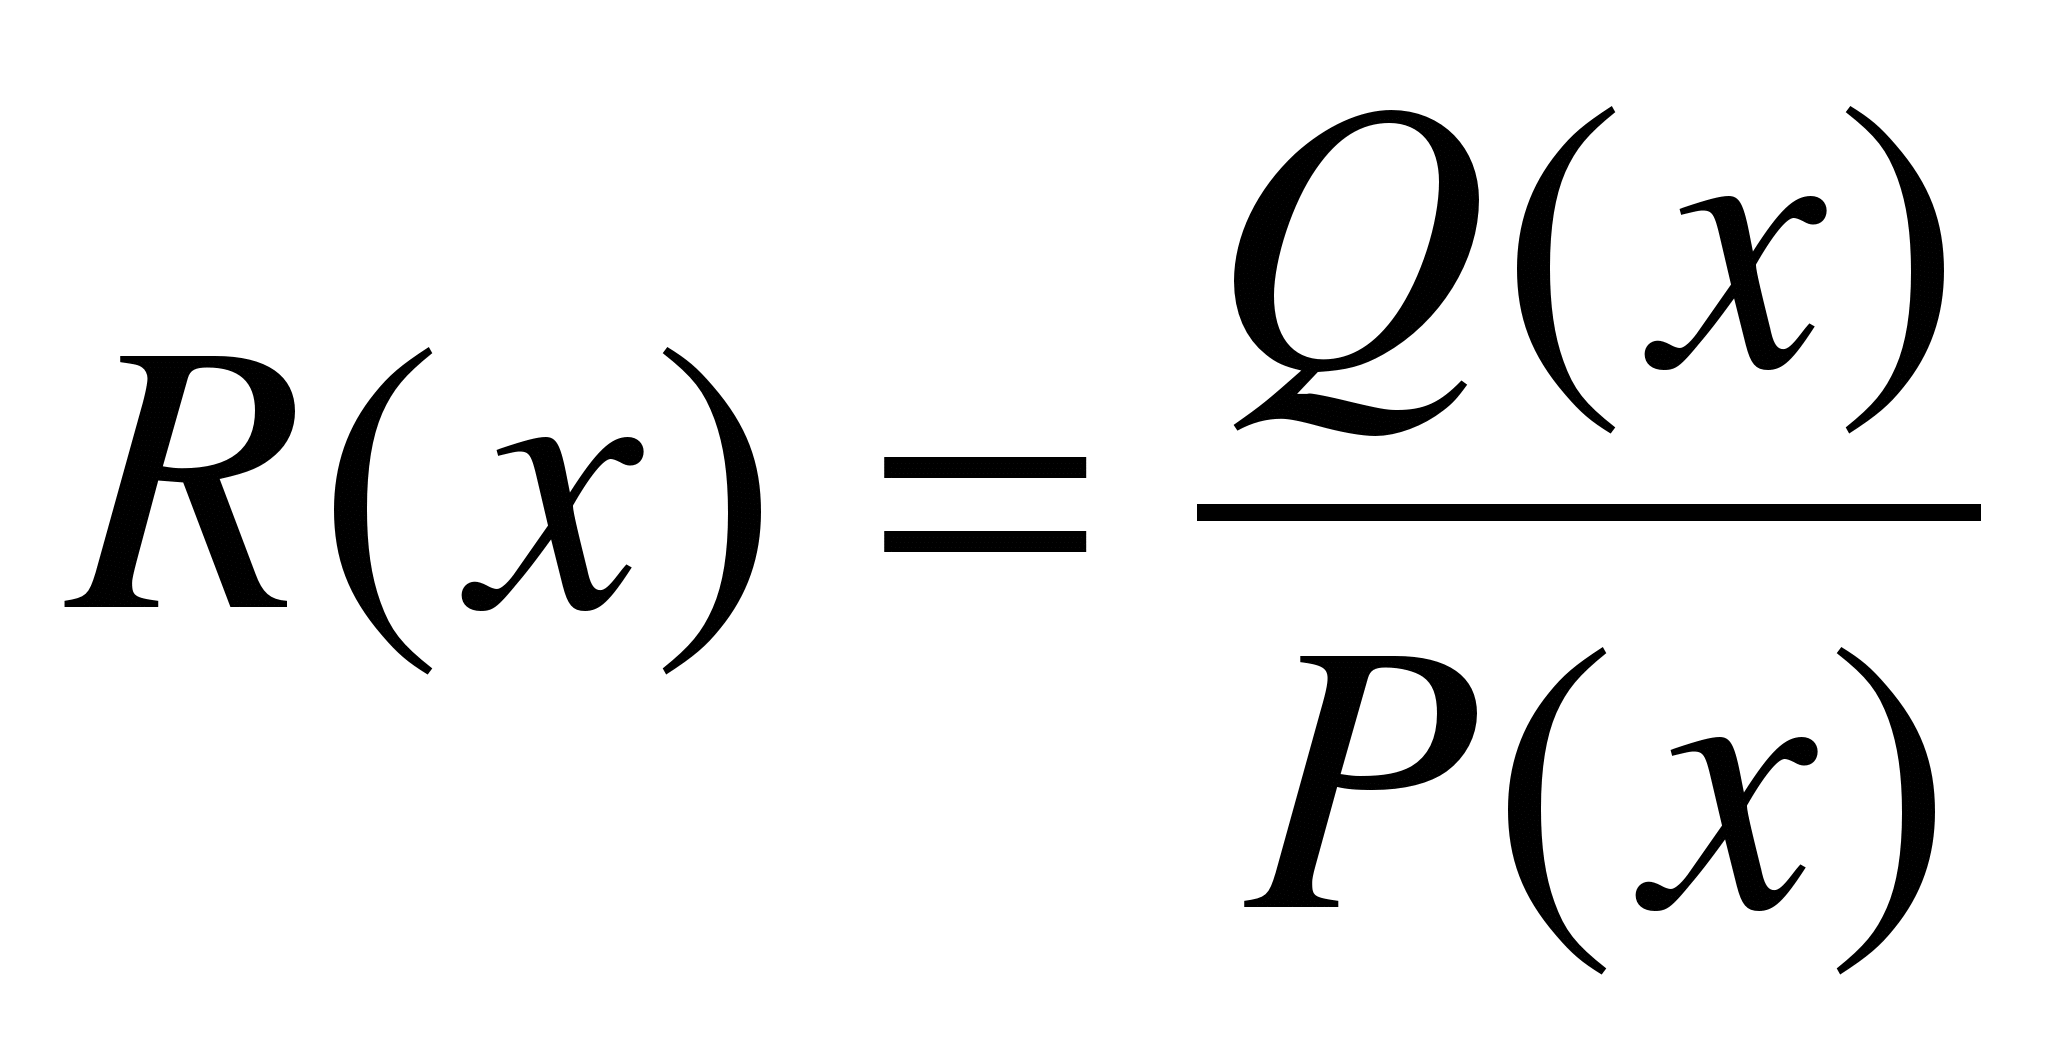 R(x) = Q(x) / P(x)